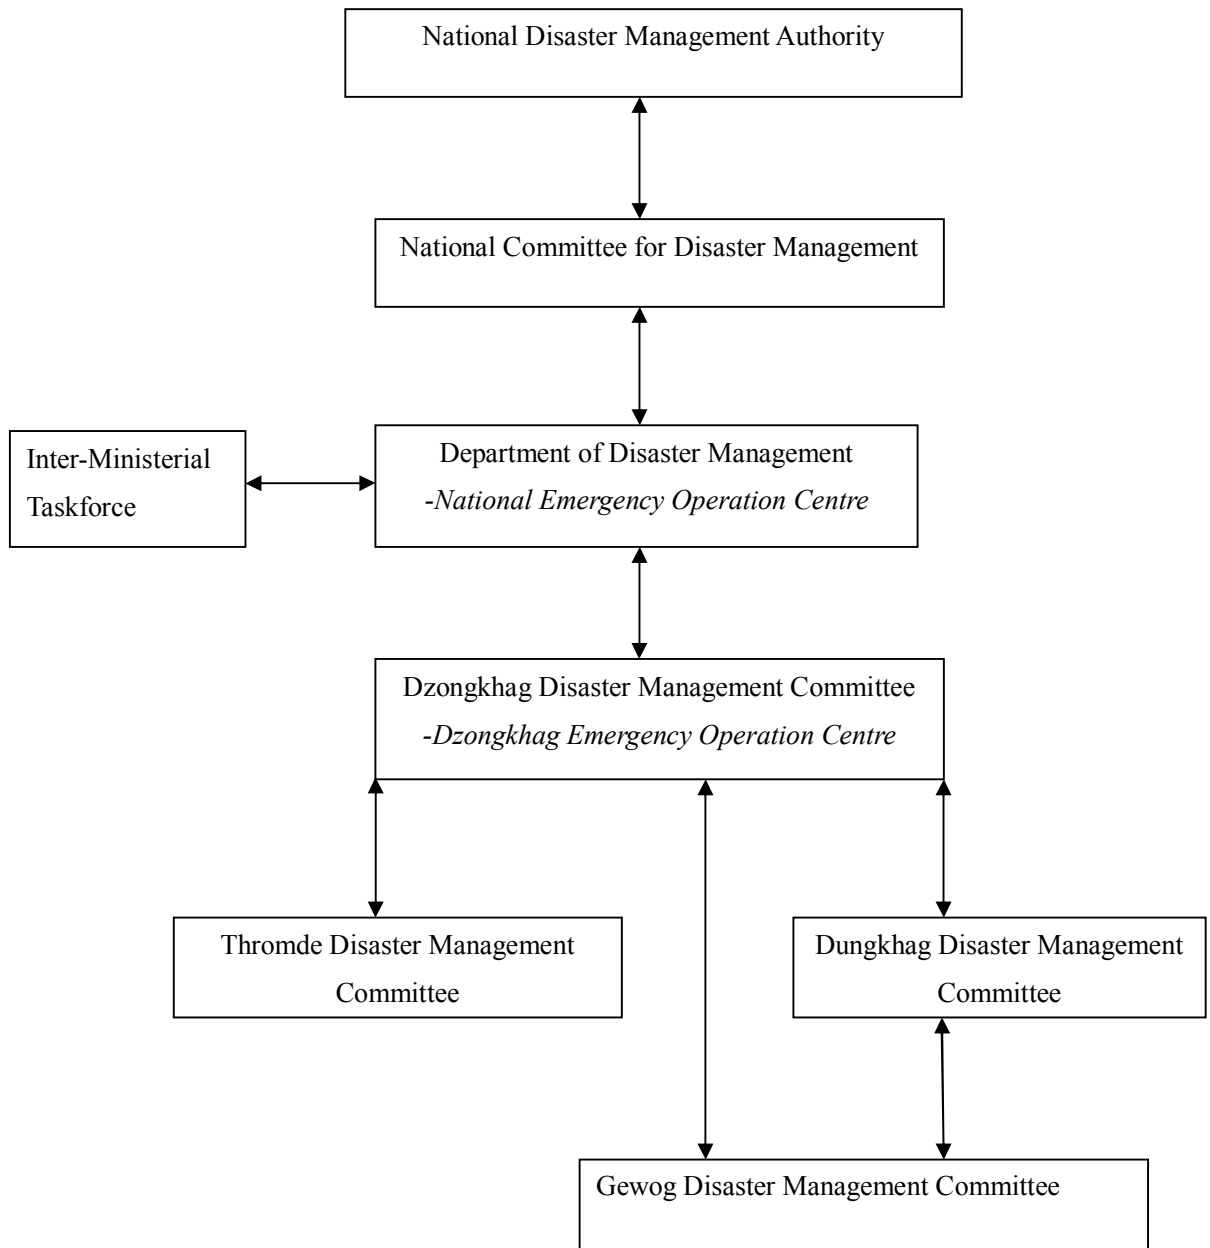 National Disaster Management Authority
National Committee for Disaster Management
Inter-Ministerial
Taskforce
Department of Disaster Management
-National Emergency Operation Centre
Dzongkhag Disaster Management Committee
-Dzongkhag Emergency Operation Centre
Thromde Disaster Management
Committee
Dungkhag Disaster Management
Committee
Gewog Disaster Management Committee